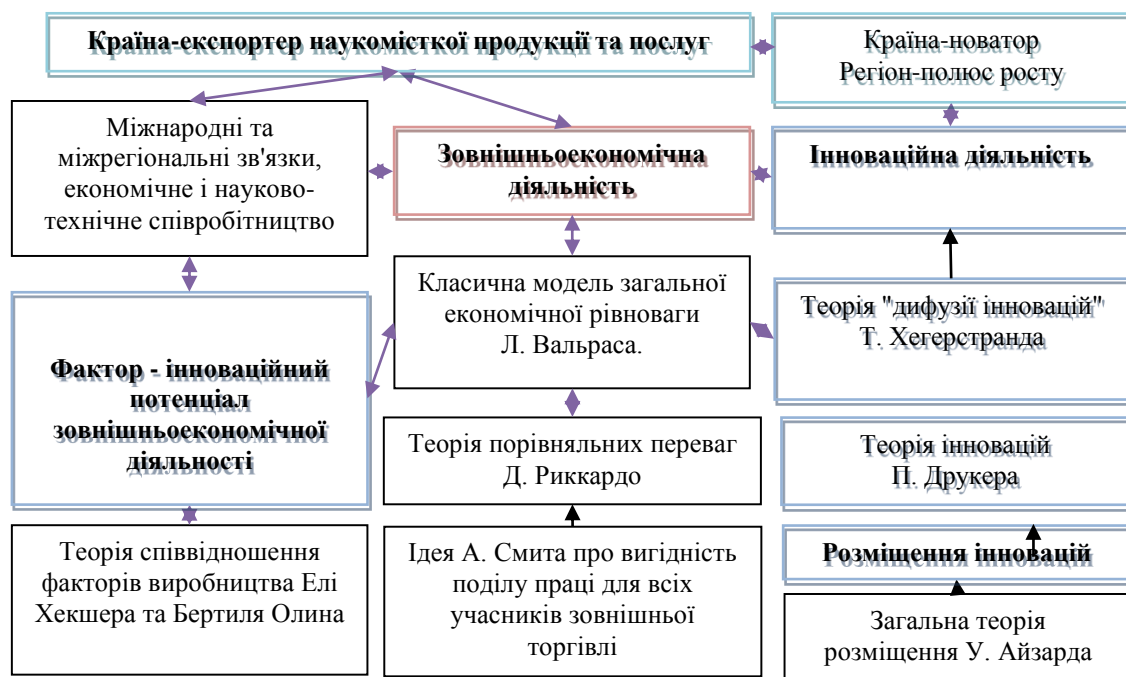 Країна-експортер наукомісткої продукції та послуг
Країна-новатор
Регіон-полюс росту
Міжнародні та
міжрегіональні зв'язки,
економічне і науково-
технічне співробітництво
Зовнішньоекономічна
діяльність
Інноваційна діяльність
Класична модель загальної
економічної рівноваги
Л. Вальраса.
Теорія "дифузії інновацій"
Т. Хегерстранда
Фактор - інноваційний
потенціал
зовнішньоекономічної
діяльності
Теорія порівняльних переваг
Д. Риккардо
Теорія інновацій
П. Друкера
Теорія співвідношення
факторів виробництва Елі
Хекшера та Бертиля Олина
Ідея А. Смита про вигідність
поділу праці для всіх
учасників зовнішньої
торгівлі
Розміщення інновацій
Загальна теорія
розміщення У. Айзарда